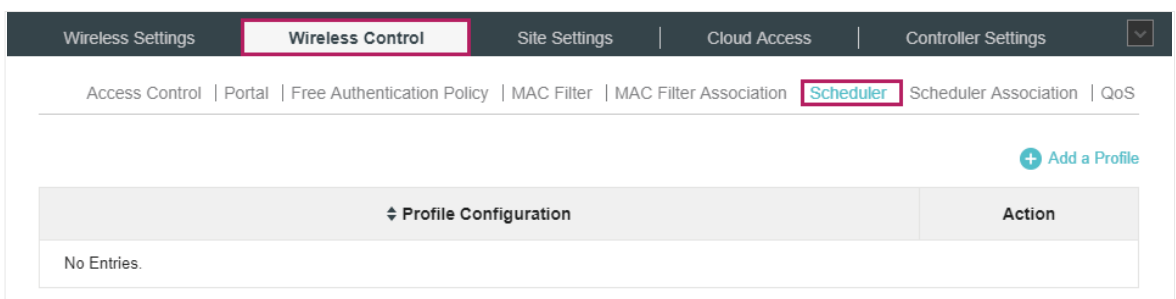 Wireless Settings Wireless Control Site Settings | Cloud Access | Controller Settings
Access Control | Portal | Free Authentication Policy | MAC Filter | MAC Filter Association Scheduler Scheduler Association | QoS
Add a Profile
Profile Configuration Action
No Entries.